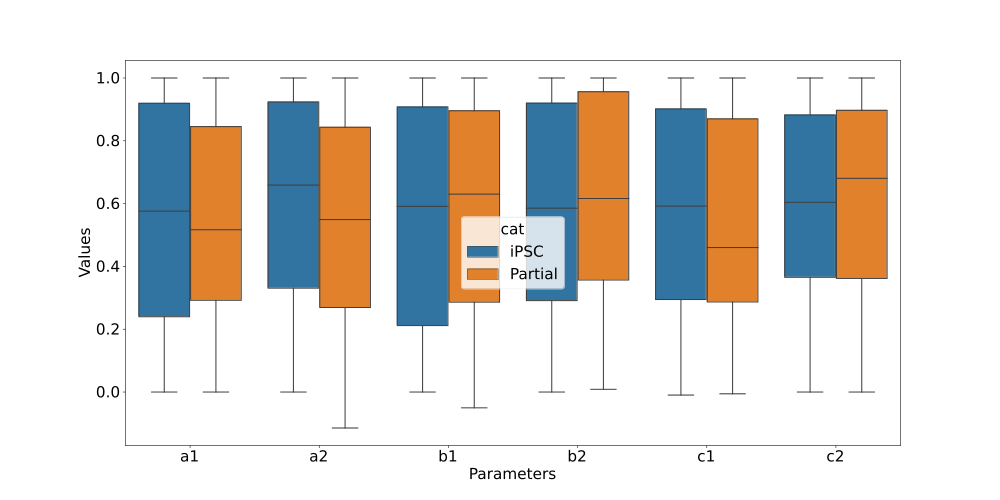 1.0
0.8
0.6
0.4
0.2
0.0
Values
cat
iPSC
Partial
a1 a2 b1 b2 c1 c2
Parameters